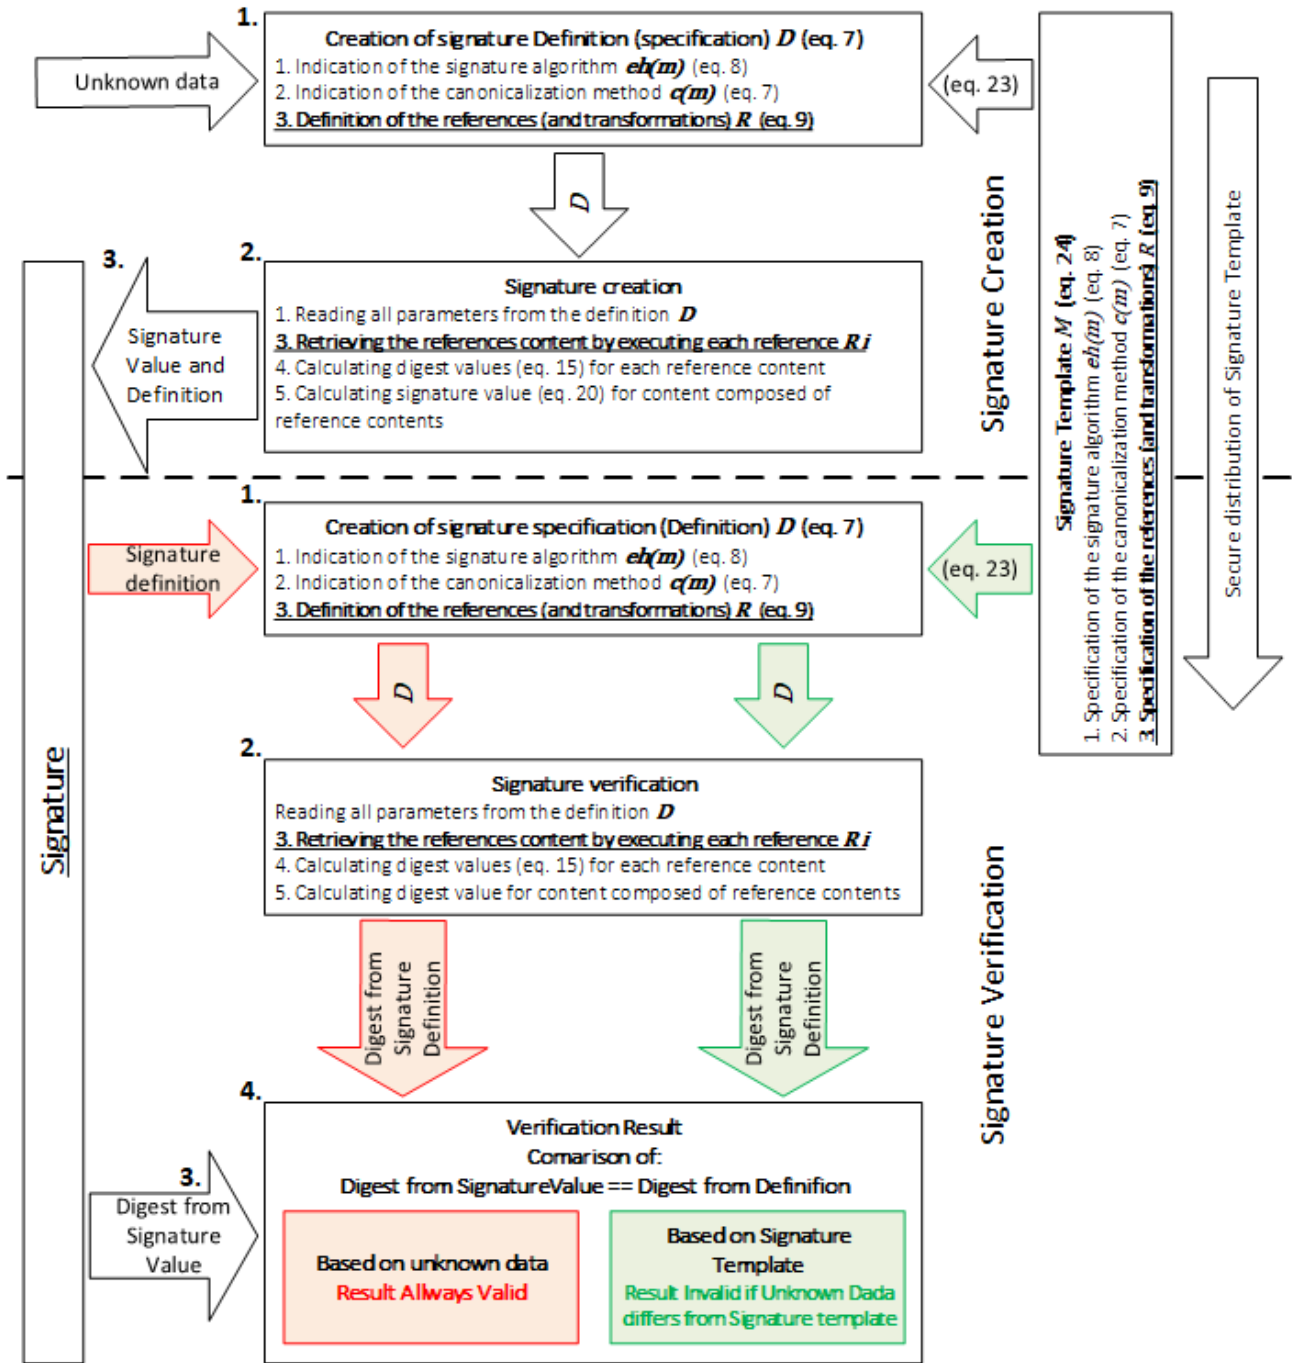 1.
Creation of signature Definition (specification) D (eq. 7)
1. Indication of the signature algorithm eh(m) (eq. 8)
2. Indication of the canonicalization method c(m) (eq. 7)
3. Definition of the references (and transformations) R (eq. 9)
Unknown data
(eq. 23)
D
2.
Signature creation
1. Reading all parameters from the definition D
3. Retrieving the references content by executing each reference R i
4. Calculating digest values (eq. 15) for each reference content
5. Calculating signature value (eq. 20) for content composed of
reference contents
3.
Signature
Value and
Definition
Signature Creation
Signature Template M (eq. 24)
1. Specification of the signature algorithm eh(m) (eq. 8)
2. Specification of the canonicalization method c(m) (eq. 7)
3. Specification of the references (and transformations) R (eq. 9)
Secure distribution of Signature Template
Signature
1.
Creation of signature specification (Definition) D (eq. 7)
1. Indication of the signature algorithm eh(m) (eq. 8)
2. Indication of the canonicalization method c(m) (eq. 7)
3. Definition of the references (and transformations) R (eq. 9)
Signature
definition
(eq. 23)
D
D
2.
Signature verification
Reading all parameters from the definition D
3. Retrieving the references content by executing each reference R i
4. Calculating digest values (eq. 15) for each reference content
5. Calculating digest value for content composed of reference contents
Signature Verification
Digest from
Signature
Definition
Digest from
Signature
Definition
4.
Verification Result
Comarison of:
Digest from SignatureValue == Digest from Definition
3.
Digest from
Signature
Value
Based on unknown data
Result Allways Valid
Based on Signature
Template
Result Invalid if Unknown Dada
differs from Signature template